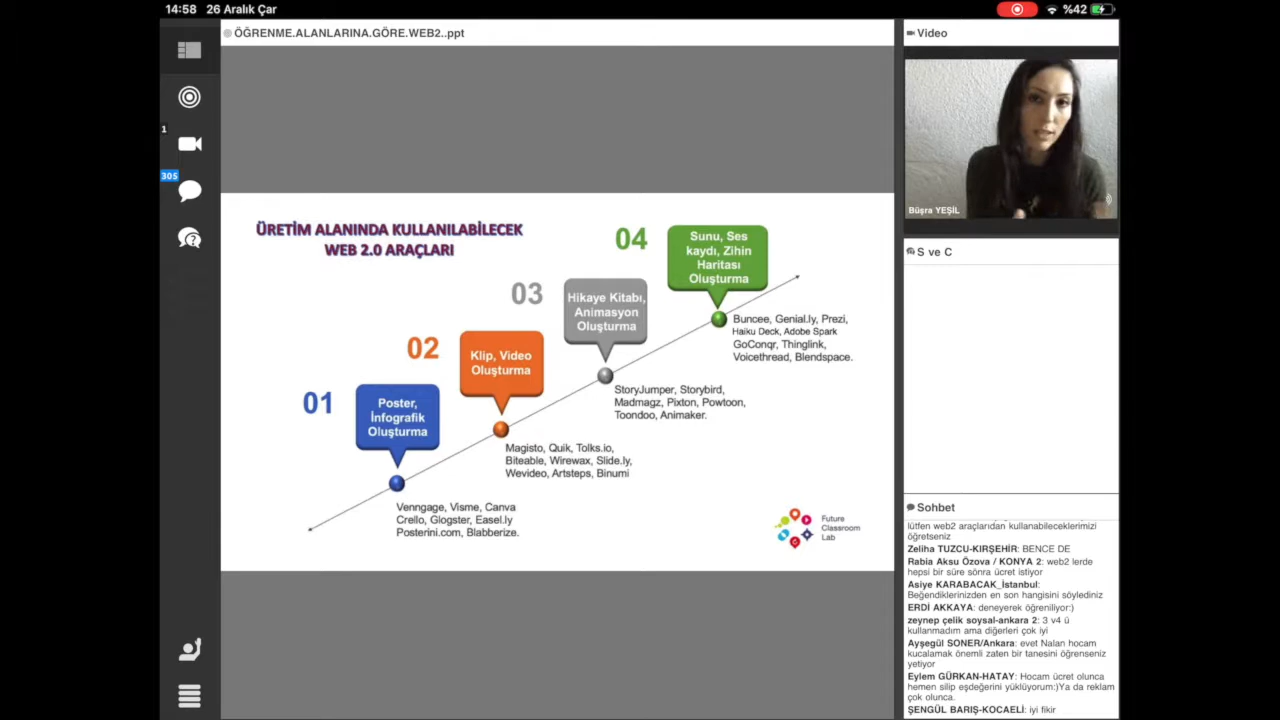 14:58 26 Aralık Çar
%42
ÖĞRENME.ALANLARINA.GÖRE.WEB2..ppt
1
305
ÜRETİM ALANINDA KULLANILABİLECEK
WEB 2.0 ARAÇLARI
01
Poster,
İnfografik
Oluşturma
Venngage, Visme, Canva
Crello, Glogster, Easel.ly
Posterini.com, Blabberize.
02
Klip, Video
Oluşturma
Magisto, Quik, Tolks.io,
Biteable, Wirewax, Slide.ly,
Wevideo, Artsteps, Binumi
03
Hikaye Kitabı,
Animasyon
Oluşturma
StoryJumper, Storybird,
Madmagz, Pixton, Powtoon,
Toondoo, Animaker.
04
Sunu, Ses
kaydı, Zihin
Haritası
Oluşturma
Buncee, Genial.ly, Prezi,
Haiku Deck, Adobe Spark
GoConqr, Thinglink,
Voicethread, Blendspace.
Future
Classroom
Lab
Video
Büşra YEŞİL
S ve C
Sohbet
lütfen web2 araçlarıdan kullanabileceklerimizi
öğretseniz
Zeliha TUZCU-KIRŞEHİR: BENCE DE
Rabia Aksu Özova / KONYA 2: web2 lerde
hepsi bir süre sönra ücret istiyor
Asiye KARABACAK_İstanbul:
Beğendiklerinizden en son hangisini söylediniz
ERDİ AKKAYA: deneyerek öğreniliyor:)
zeynep çelik soysal-ankara 2: 3 v4 ü
kullanmadım ama diğerleri çok iyi
Ayşegül SONER/Ankara: evet Nalan hocam
kucalamak önemli zaten bir tanesini öğrenseniz
yetiyor
Eylem GÜRKAN-HATAY: Hocam ücret olunca
hemen silip eşdeğerini yüklüyorum:)Ya da reklam
çok olunca.
ŞENGÜL BARIŞ-KOCAELİ: iyi fikir